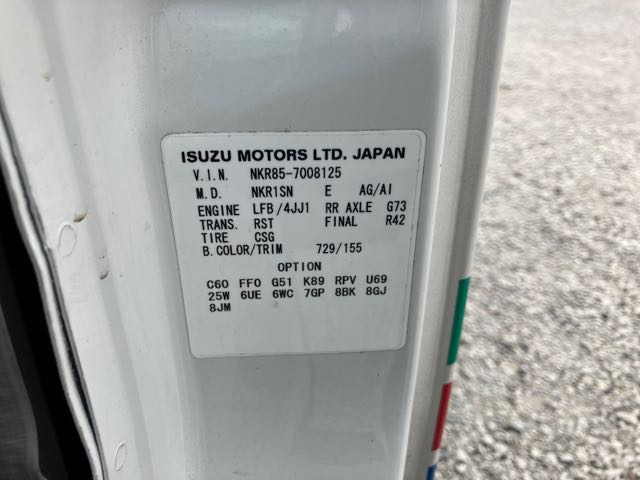 ISUZU MOTORS LTD. JAPAN
V.I.N. NKR85-7008125
M.D. NKR1SN E AG/AI
ENGINE LFB/4JJ1 RR AXLE G73
TRANS. RST FINAL R42
TIRE CSG
B.COLOR/TRIM 729/155
OPTION
C60 FF0 G51 K89 RPV U69
25W 6UE 6WC 7GP 8BK 8GJ
8JM